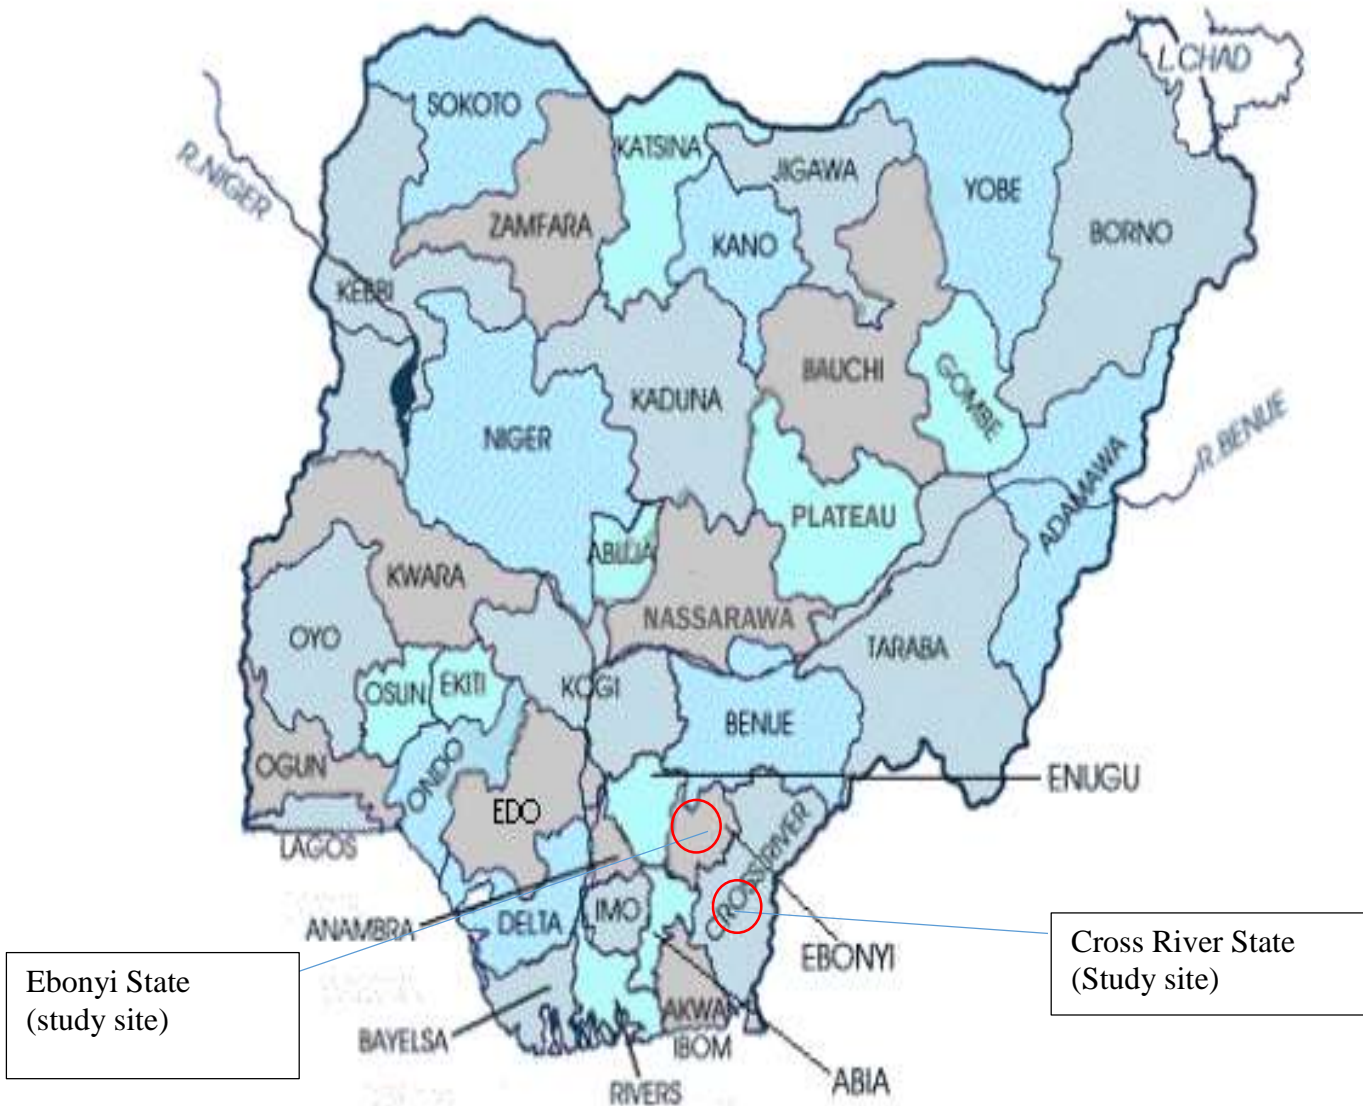 L.CHAD
SOKOTO
KATSINA
R.NIGER
JIGAWA
YOBE
ZAMFARA
KANO
BORNO
KEBBI
BAUCHI
GOMBE
KADUNA
NIGER
R.BENUE
ADAMAWA
PLATEAU
ABUJA
KWARA
NASSARAWA
OYO
TARABA
OSUN
EKITI
KOGI
BENUE
OGUN
ONDO
ENUGU
EDO
LAGOS
CROSS RIVER
ANAMBRA
DELTA
IMO
EBONYI
Cross River State
(Study site)
Ebonyi State
(study site)
AKWA
IBOM
BAYELSA
RIVERS
ABIA